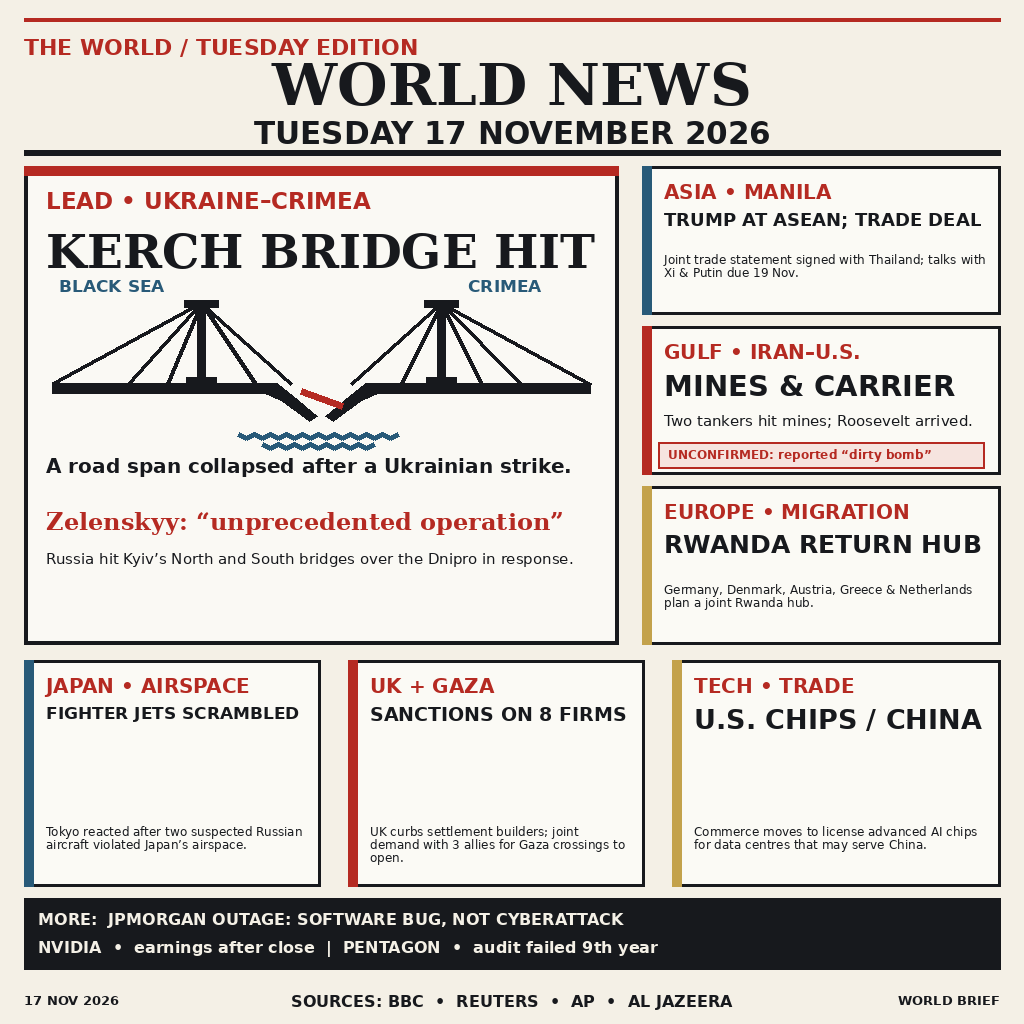 THE WORLD / TUESDAY EDITION
WORLD NEWS
TUESDAY 17 NOVEMBER 2026
LEAD • UKRAINE–CRIMEA
KERCH BRIDGE HIT
BLACK SEA
CRIMEA
A road span collapsed after a Ukrainian strike.
Zelenskyy: “unprecedented operation”
Russia hit Kyiv’s North and South bridges over the Dnipro in response.
ASIA • MANILA
TRUMP AT ASEAN; TRADE DEAL
Joint trade statement signed with Thailand; talks with
Xi & Putin due 19 Nov.
GULF • IRAN–U.S.
MINES & CARRIER
Two tankers hit mines; Roosevelt arrived.
UNCONFIRMED: reported “dirty bomb”
EUROPE • MIGRATION
RWANDA RETURN HUB
Germany, Denmark, Austria, Greece & Netherlands
plan a joint Rwanda hub.
JAPAN • AIRSPACE
FIGHTER JETS SCRAMBLED
Tokyo reacted after two suspected Russian
aircraft violated Japan’s airspace.
UK + GAZA
SANCTIONS ON 8 FIRMS
UK curbs settlement builders; joint
demand with 3 allies for Gaza crossings to
open.
TECH • TRADE
U.S. CHIPS / CHINA
Commerce moves to license advanced AI chips
for data centres that may serve China.
MORE: JPMORGAN OUTAGE: SOFTWARE BUG, NOT CYBERATTACK
NVIDIA • earnings after close | PENTAGON • audit failed 9th year
17 NOV 2026
SOURCES: BBC • REUTERS • AP • AL JAZEERA
WORLD BRIEF